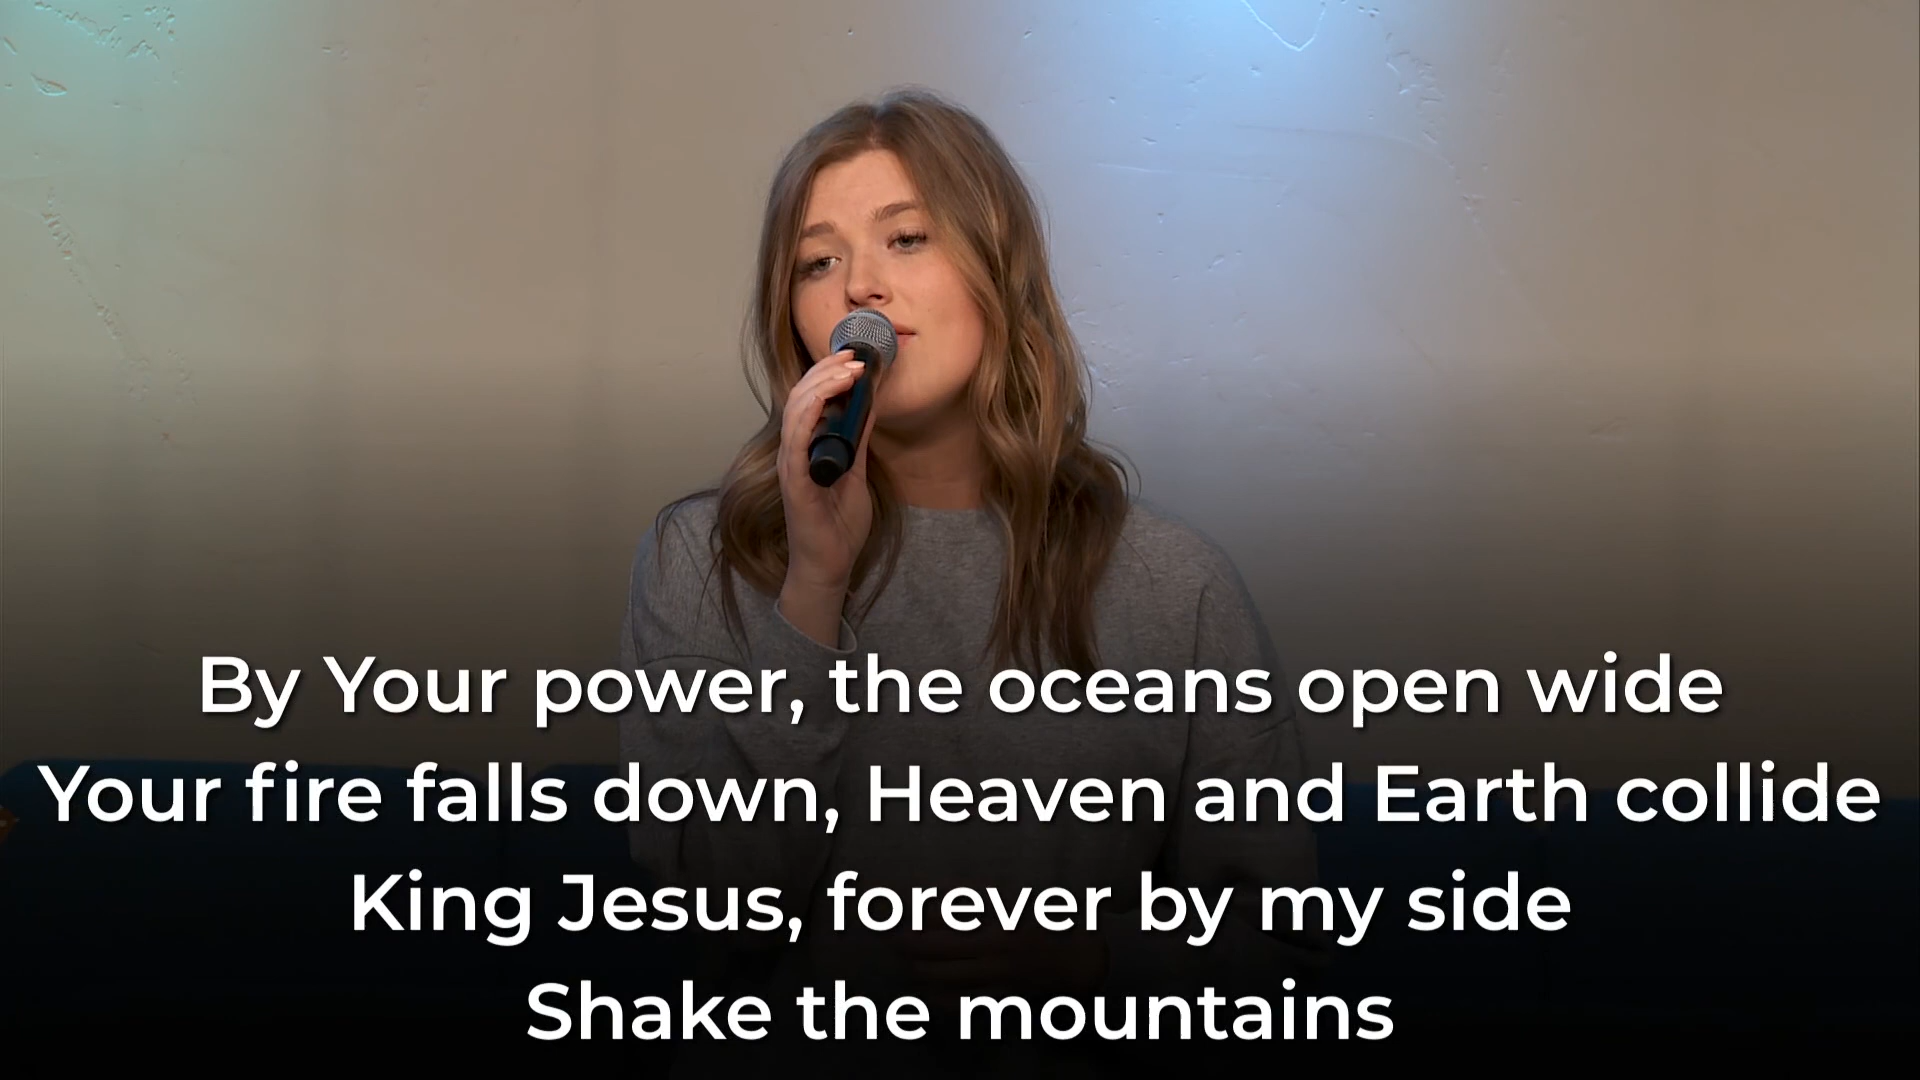 By Your power, the oceans open wide
Your fire falls down, Heaven and Earth collide
King Jesus, forever by my side
Shake the mountains